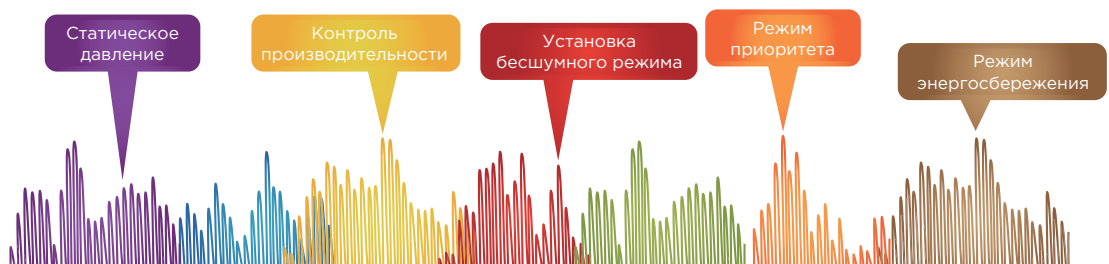 Статическое
давление
Контроль
производительности
Установка
бесшумного режима
Режим
приоритета
Режим
энергосбережения